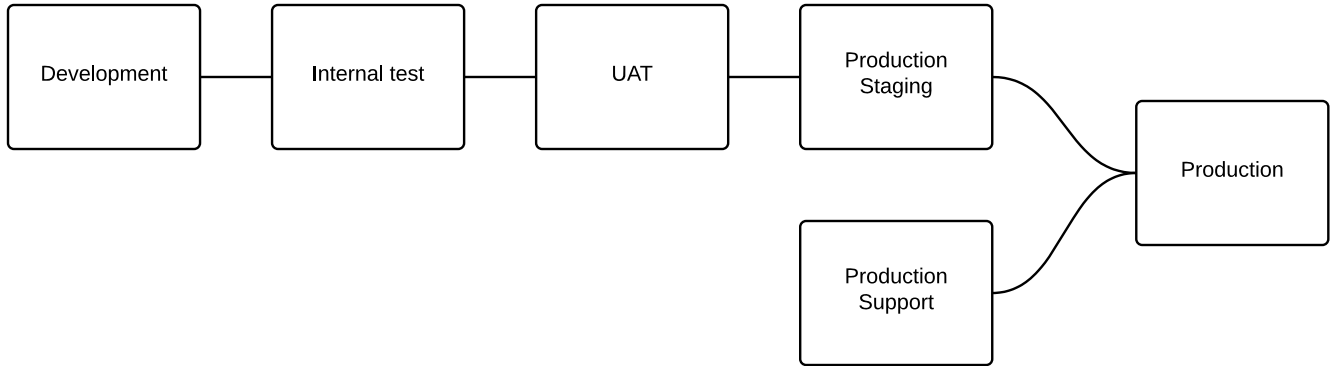 Development
Internal test
UAT
Production
Staging
Production
Production
Support